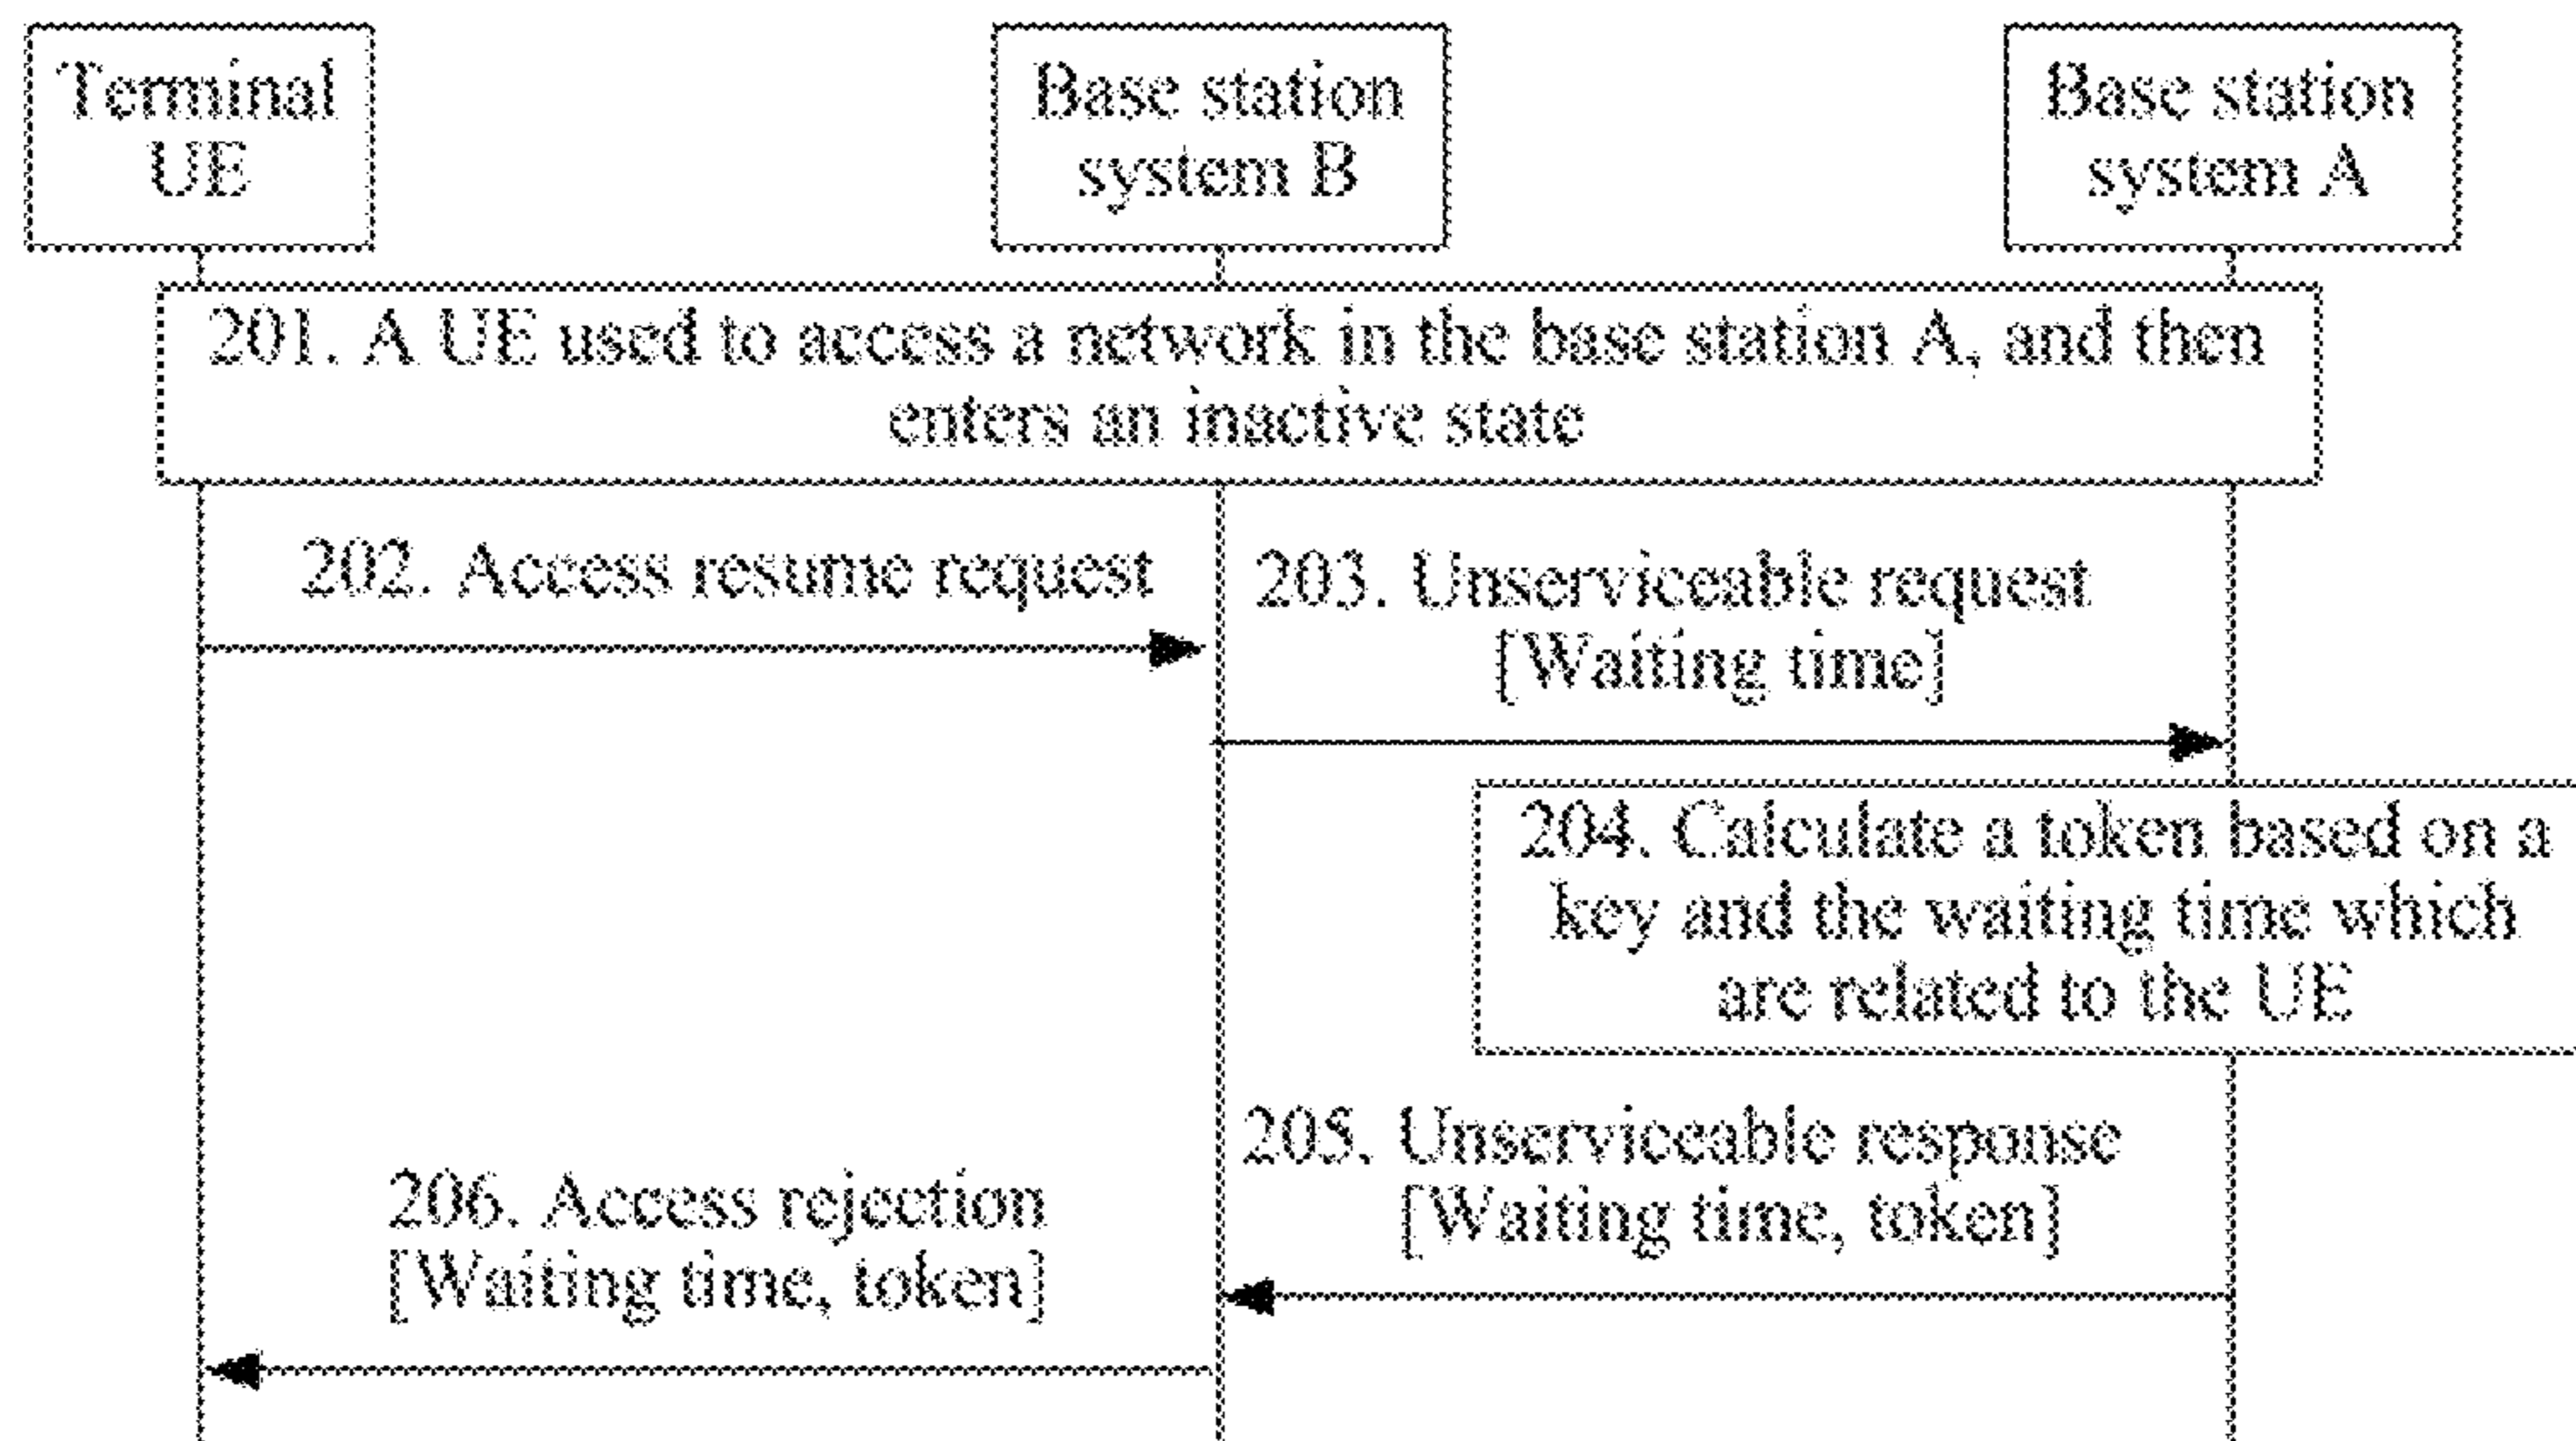 Terminal
UE
Base station
system B
Base station
system A
201. A UE used to access a network in the base station A, and then
enters an inactive state
202. Access resume request
203. Unserviceable request
[Waiting time]
204. Calculate a token based on a
key and the waiting time which
are related to the UE
205. Unserviceable response
[Waiting time, token]
206. Access rejection
[Waiting time, token]